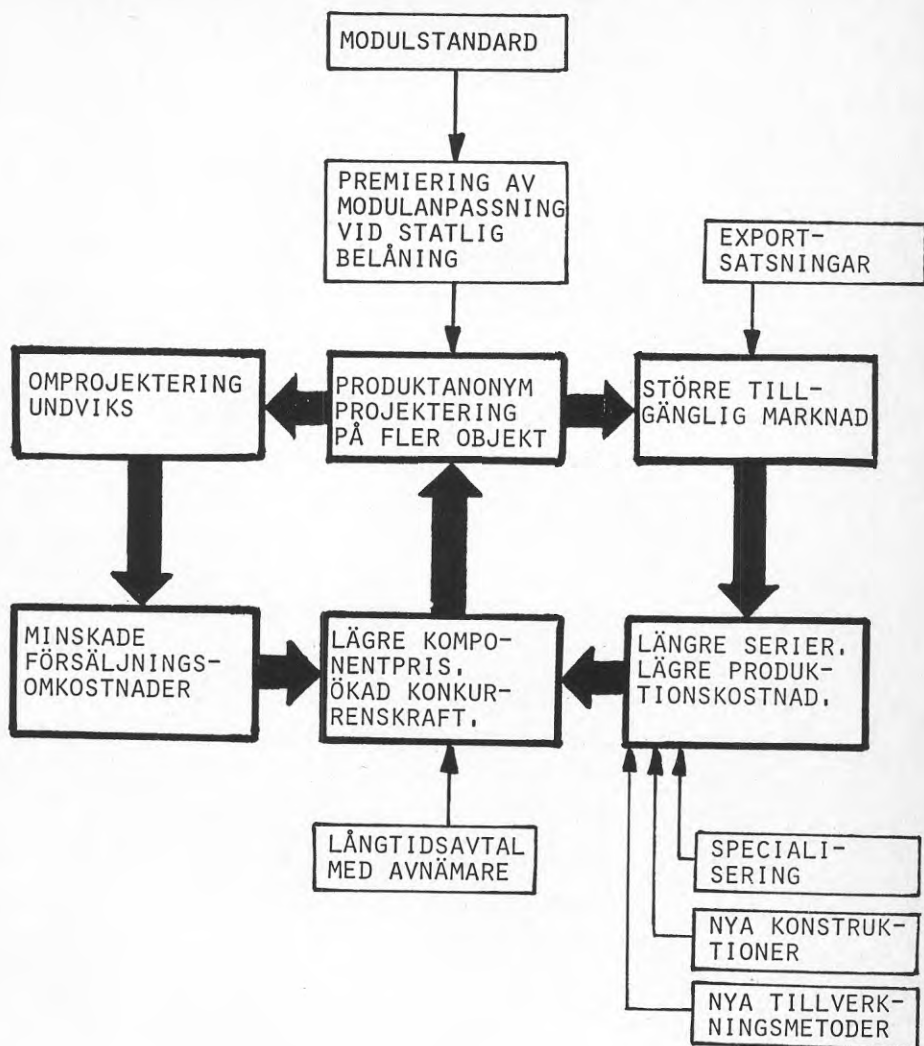 MODULSTANDARD
PREMIERING AV
MODULANPASSNING
VID STATLIG
BELÅNING
EXPORT-
SATSNINGAR
OMPROJEKTERING
UNDVIKS
PRODUKTANONYM
PROJEKTERING
PÅ FLER OBJEKT
STÖRRE TILL-
GÄNGLIG MARKNAD
MINSKADE
FÖRSÄLJNINGS-
OMKOSTNADER
LÄGRE KOMPO-
NENTPRIS.
ÖKAD KONKUR-
RENSKRAFT.
LÄNGRE SERIER.
LÄGRE PRODUK-
TIONSKOSTNAD.
LÅNGTIDSAVTAL
MED AVNÄMARE
SPECIALI-
SERING
NYA KONSTRUK-
TIONER
NYA TILLVERK-
NINGSMETODER